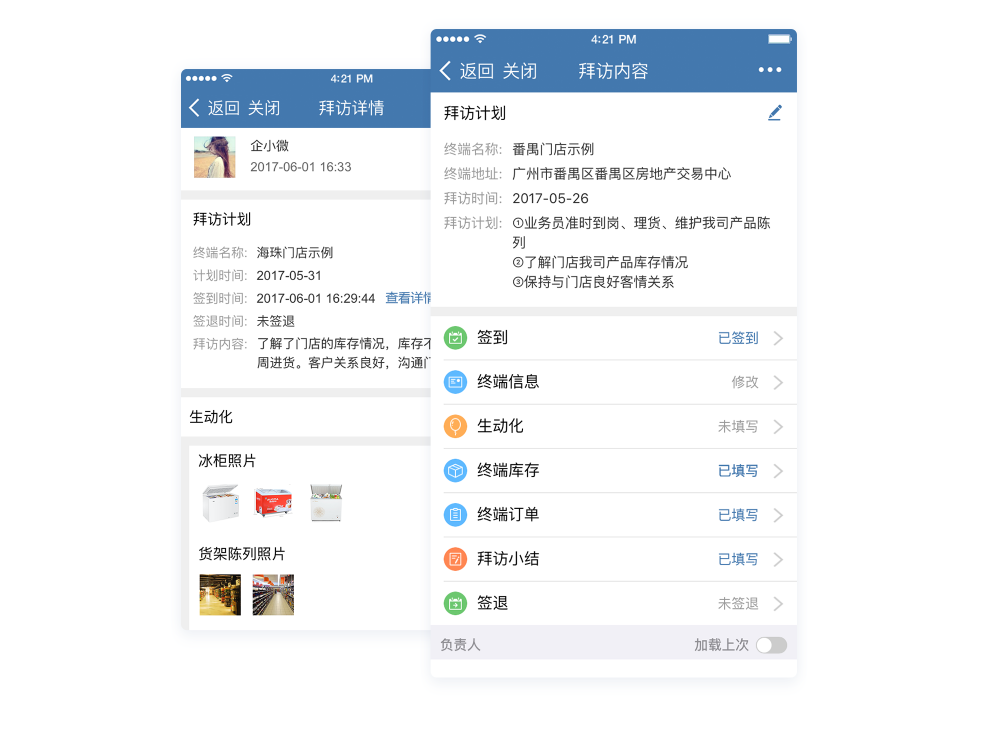 4:21 PM
返回 关闭 拜访详情
企小微
2017-06-01 16:33
拜访计划
终端名称: 海珠门店示例
计划时间: 2017-05-31
签到时间: 2017-06-01 16:29:44 查看详情
签退时间: 未签退
拜访内容: 了解了门店的库存情况，库存不
周进货。客户关系良好，沟通门
生动化
冰柜照片
货架陈列照片
4:21 PM
返回 关闭 拜访内容
拜访计划
终端名称: 番禺门店示例
终端地址: 广州市番禺区番禺区房地产交易中心
拜访时间: 2017-05-26
拜访计划: ①业务员准时到岗、理货、维护我司产品陈
列
②了解门店我司产品库存情况
③保持与门店良好客情关系
签到 已签到
终端信息 修改
生动化 未填写
终端库存 已填写
终端订单 已填写
拜访小结 已填写
签退 未签退
负责人 加载上次